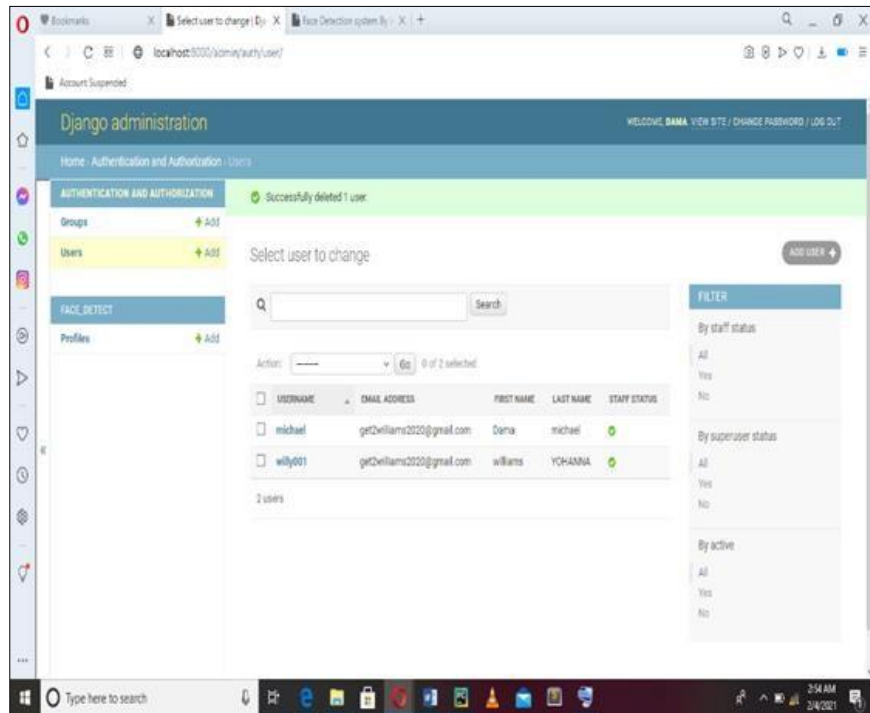 Bookmarks
Select user to change | Dj
Face Detection system By
localhost:8000/admin/auth/user/
Account Suspended
Django administration
WELCOME, DAMA. VIEW SITE / CHANGE PASSWORD / LOG OUT
Home › Authentication and Authorization › Users
AUTHENTICATION AND AUTHORIZATION
Groups + Add
Users + Add
FACE_DETECT
Profiles + Add
Successfully deleted 1 user.
Select user to change
ADD USER +
Search
Action: --------- Go 0 of 2 selected
USERNAME EMAIL ADDRESS FIRST NAME LAST NAME STAFF STATUS
michael get2williams2020@gmail.com Dama michael
willy001 get2williams2020@gmail.com williams YOHANNA
2 users
FILTER
By staff status
All
Yes
No
By superuser status
All
Yes
No
By active
All
Yes
No
Type here to search
2:54 AM
2/4/2021